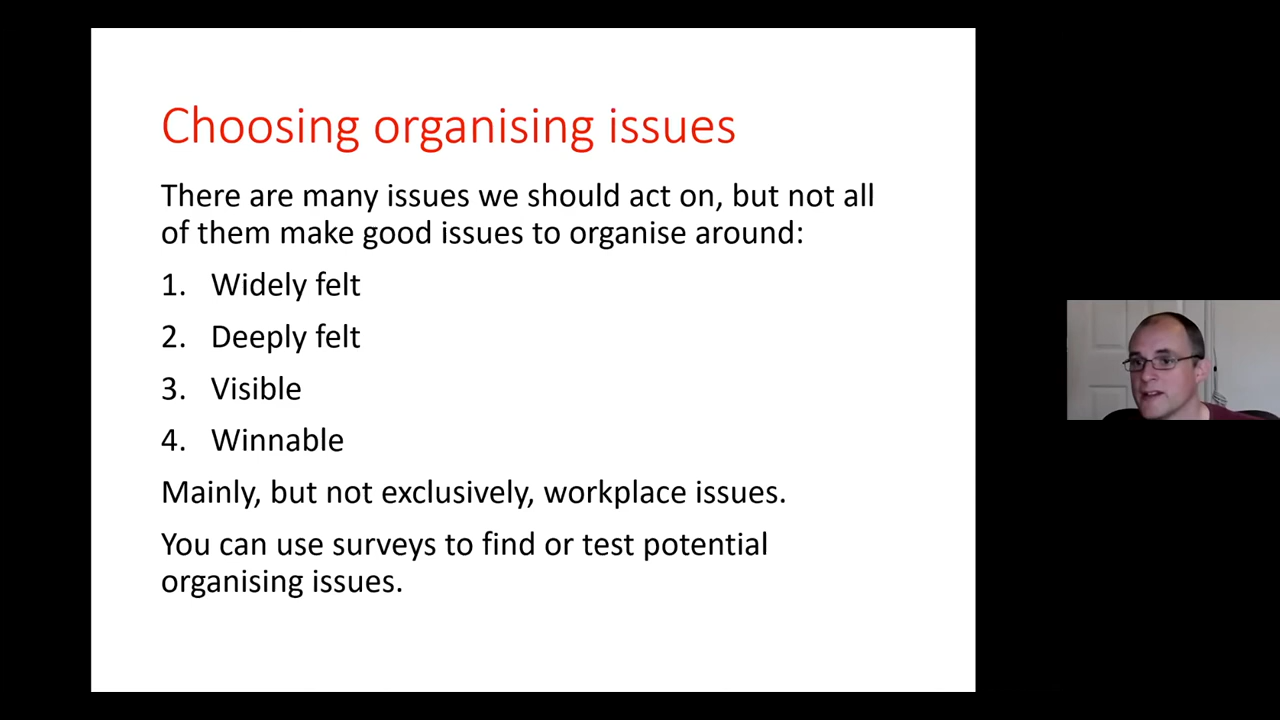 Choosing organising issues
There are many issues we should act on, but not all
of them make good issues to organise around:
1. Widely felt
2. Deeply felt
3. Visible
4. Winnable
Mainly, but not exclusively, workplace issues.
You can use surveys to find or test potential
organising issues.